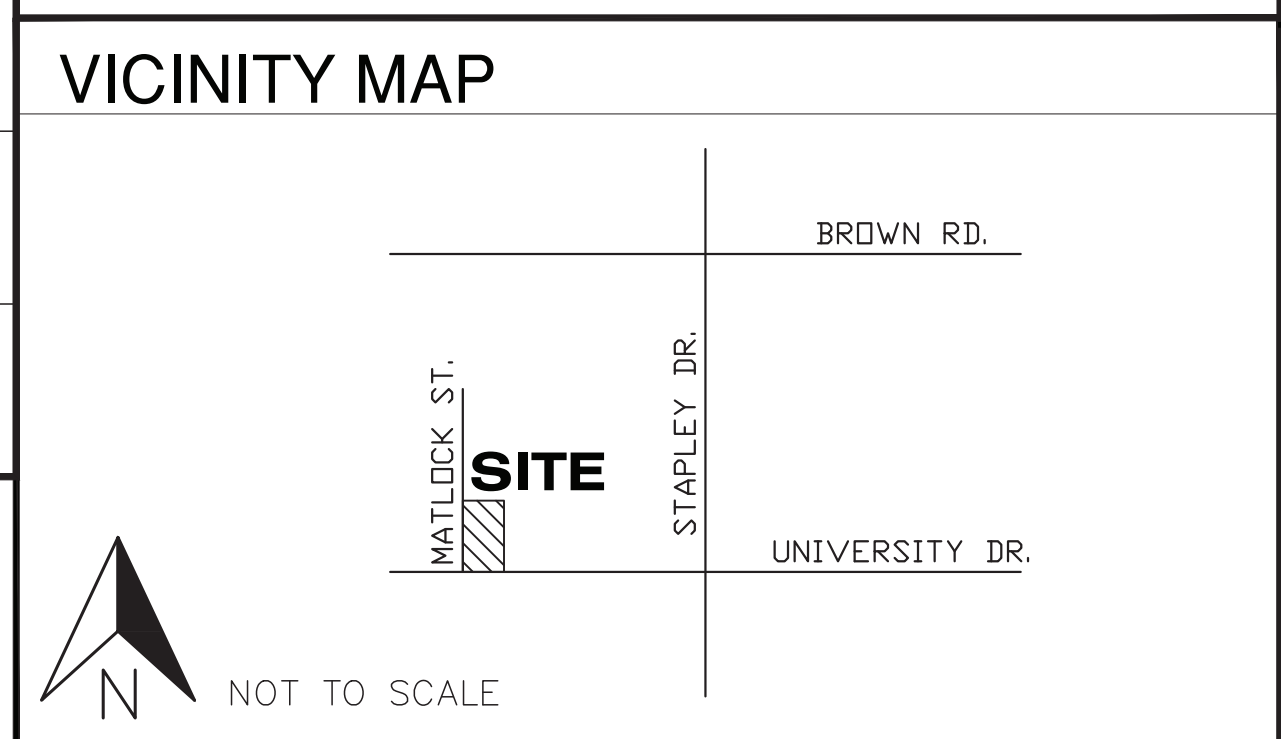 VICINITY MAP
BROWN RD.
STAPLEY DR.
MATLOCK ST.
SITE
UNIVERSITY DR.
N
NOT TO SCALE